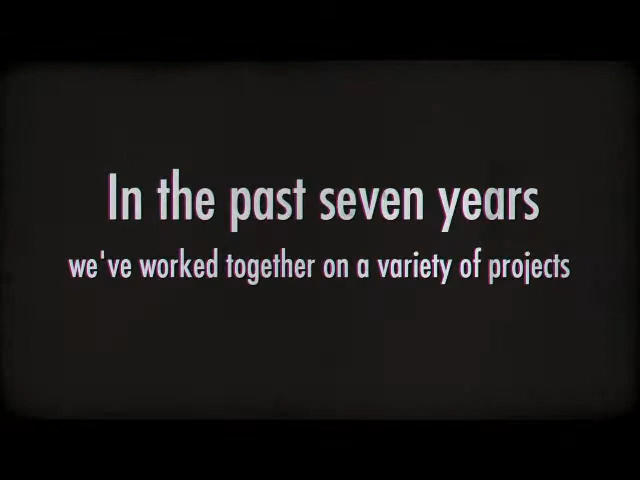 In the past seven years
we've worked together on a variety of projects